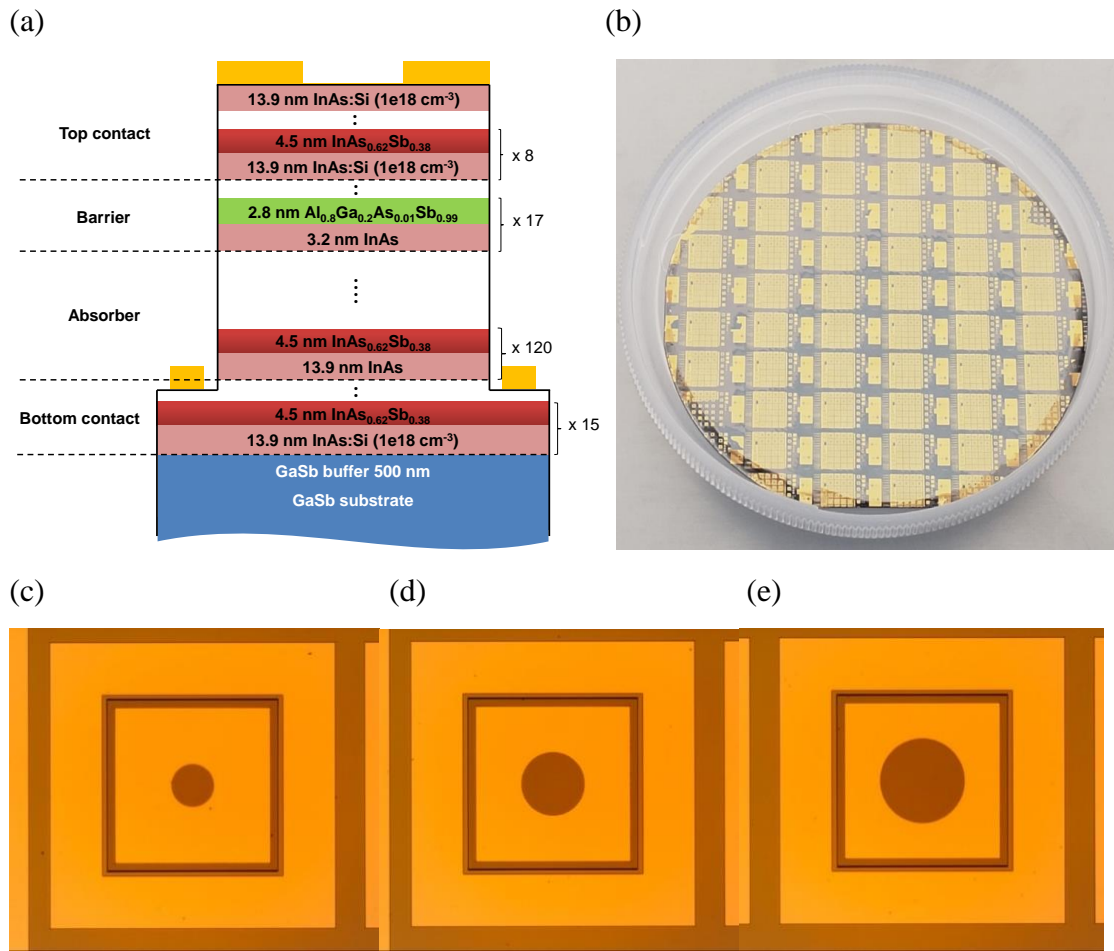 (a)
(b)
13.9 nm InAs:Si (1e18 cm⁻³)
Top contact
4.5 nm InAs₀.₆₂Sb₀.₃₈
x 8
13.9 nm InAs:Si (1e18 cm⁻³)
Barrier
2.8 nm Al₀.₈Ga₀.₂As₀.₀₁Sb₀.₉₉
x 17
3.2 nm InAs
Absorber
4.5 nm InAs₀.₆₂Sb₀.₃₈
x 120
13.9 nm InAs
Bottom contact
4.5 nm InAs₀.₆₂Sb₀.₃₈
x 15
13.9 nm InAs:Si (1e18 cm⁻³)
GaSb buffer 500 nm
GaSb substrate
(c)
(d)
(e)